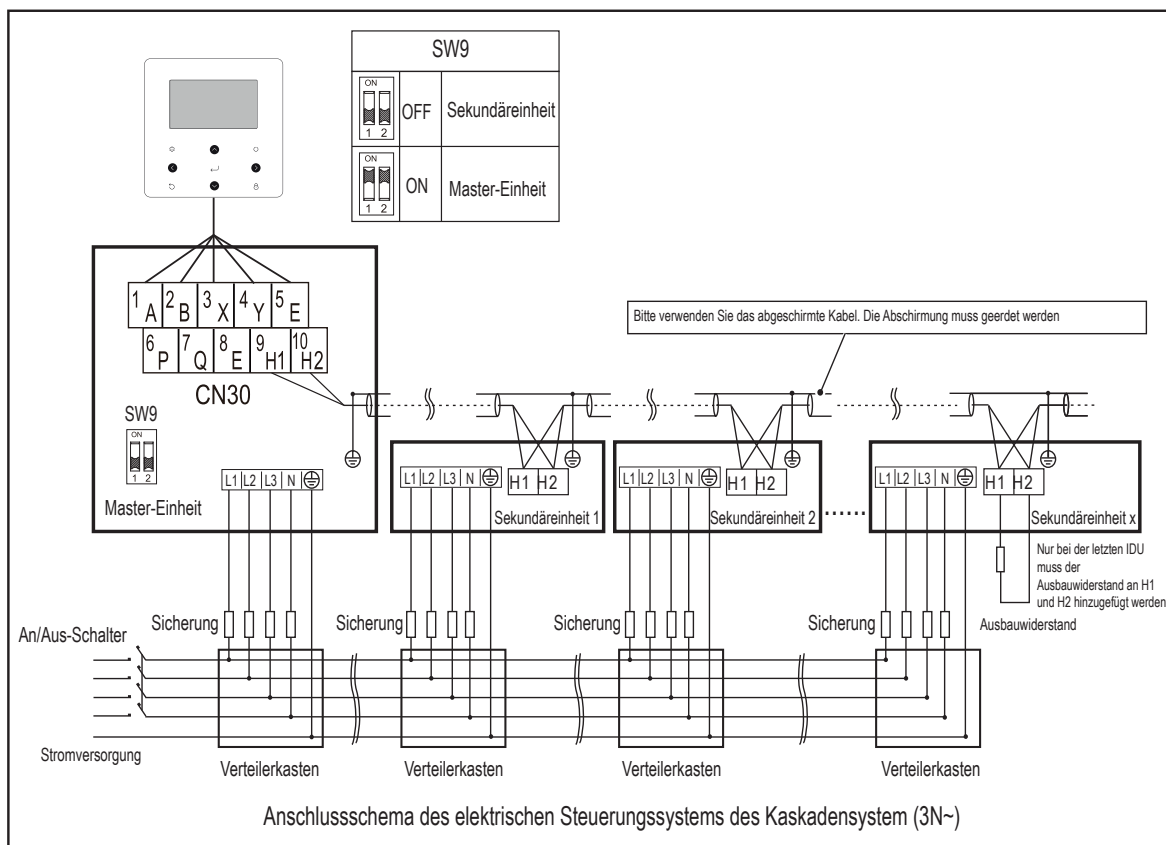 SW9
ON
1 2
OFF
Sekundäreinheit
ON
1 2
ON
Master-Einheit
1 A
2 B
3 X
4 Y
5 E
6 P
7 Q
8 E
9 H1
10 H2
CN30
SW9
ON
1 2
Master-Einheit
L1 L2 L3 N
Bitte verwenden Sie das abgeschirmte Kabel. Die Abschirmung muss geerdet werden
L1 L2 L3 N
H1 H2
Sekundäreinheit 1
L1 L2 L3 N
H1 H2
Sekundäreinheit 2
......
L1 L2 L3 N
H1 H2
Sekundäreinheit x
Nur bei der letzten IDU
muss der
Ausbauwiderstand an H1
und H2 hinzugefügt werden
Ausbauwiderstand
Sicherung
Sicherung
Sicherung
Sicherung
An/Aus-Schalter
Stromversorgung
Verteilerkasten
Verteilerkasten
Verteilerkasten
Verteilerkasten
Anschlussschema des elektrischen Steuerungssystems des Kaskadensystem (3N~)